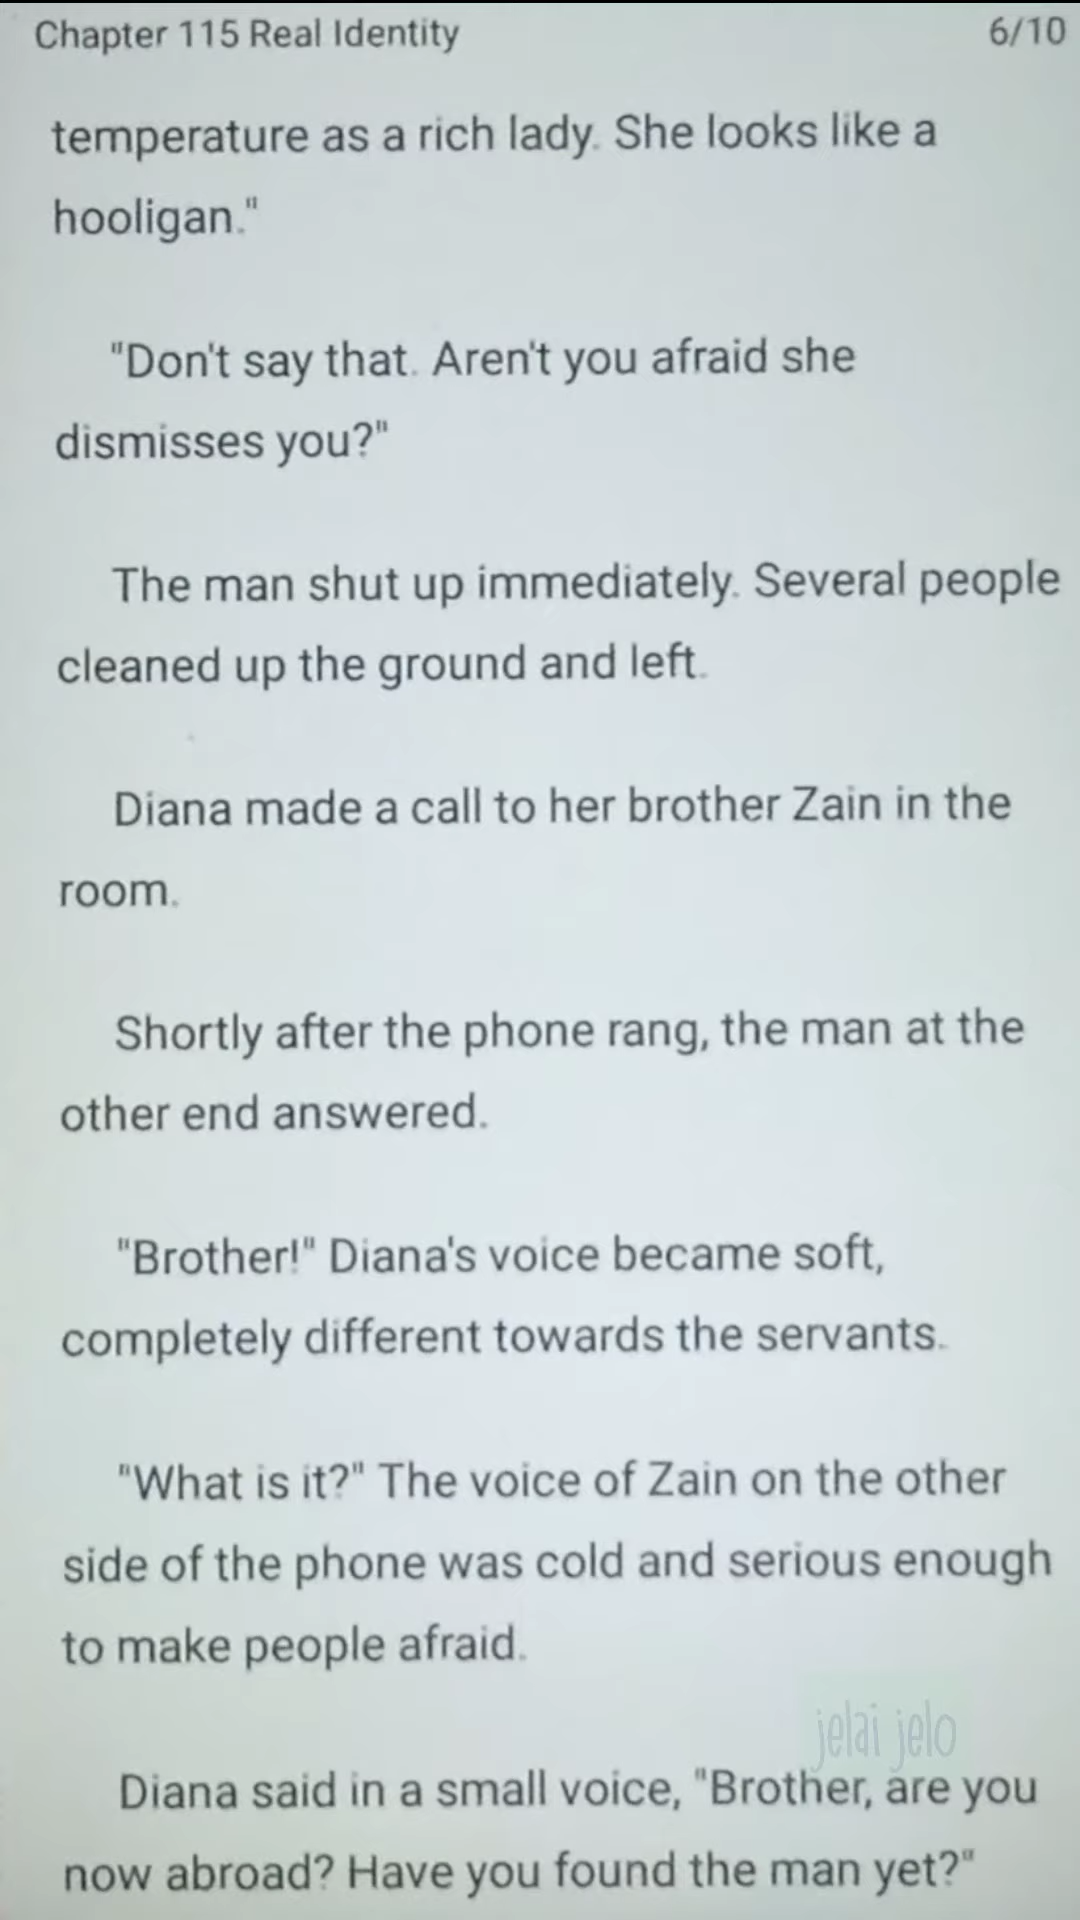 Chapter 115 Real Identity 6/10
temperature as a rich lady. She looks like a
hooligan."
"Don't say that. Aren't you afraid she
dismisses you?"
The man shut up immediately. Several people
cleaned up the ground and left.
Diana made a call to her brother Zain in the
room.
Shortly after the phone rang, the man at the
other end answered.
"Brother!" Diana's voice became soft,
completely different towards the servants.
"What is it?" The voice of Zain on the other
side of the phone was cold and serious enough
to make people afraid.
jelai jelo
Diana said in a small voice, "Brother, are you
now abroad? Have you found the man yet?"